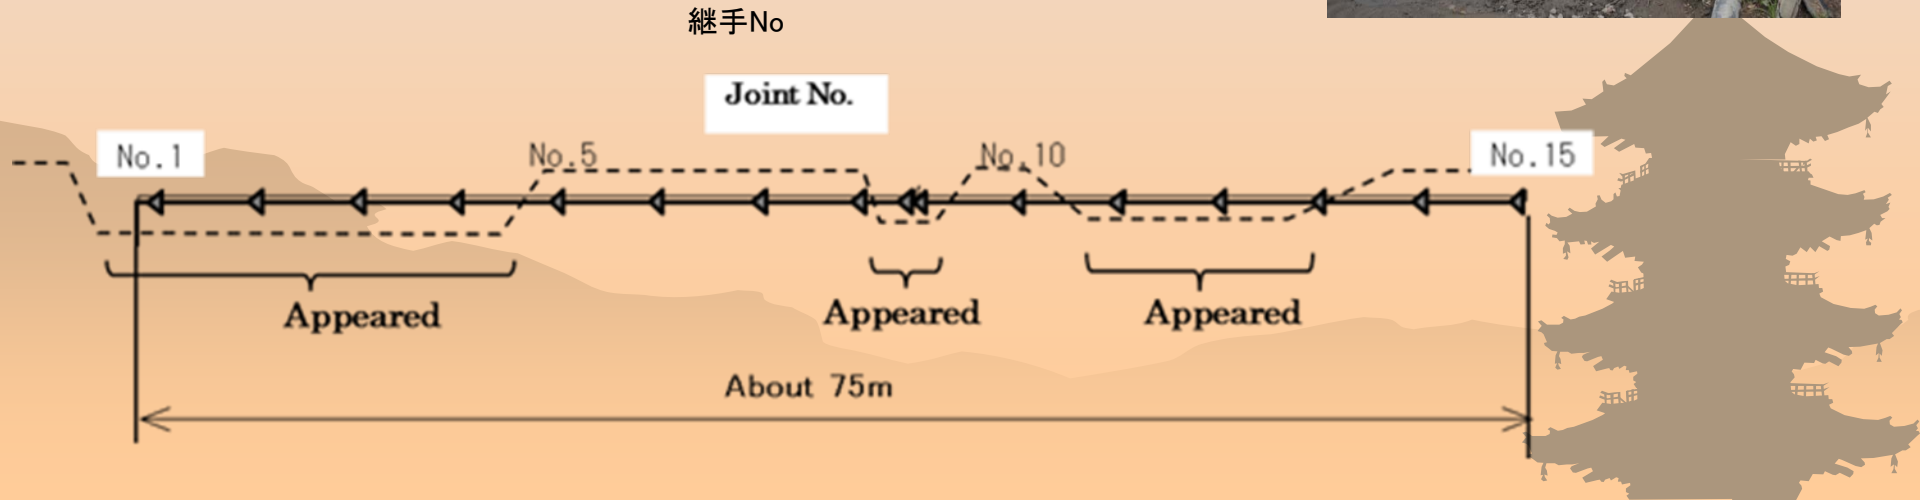 継手No
Joint No.
No.1
No.5
No.10
No.15
Appeared
Appeared
Appeared
About 75m